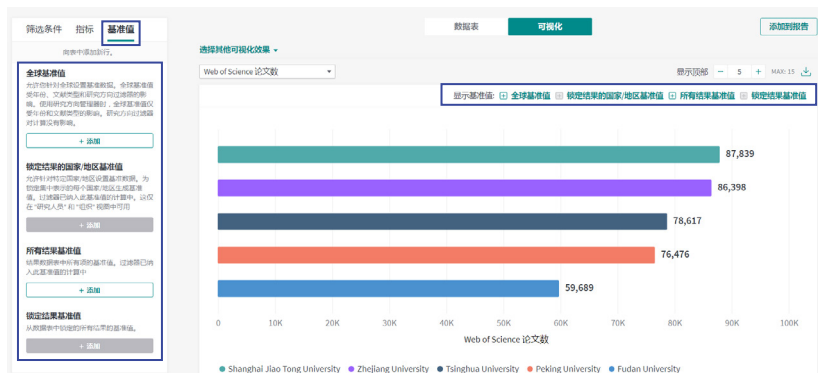 筛选条件 指标 基准值
向表中添加到行。
全球基准值
允许您针对全球设置基准数据。全球基准值
受年份、文献类型和研究方向过滤器的影
响。使用研究方向管理器时，全球基准值仅
受年份和文献类型的影响。研究方向过滤器
对计算没有影响。
+ 添加
锁定结果的国家/地区基准值
允许针对特定国家/地区设置基准数据。为
锁定集中表示的每个国家/地区生成基准
值。过滤器已纳入此基准值的计算中。这仅
在 "研究人员" 和 "组织" 视图中可用
+ 添加
所有结果基准值
结果数据表中所有项的基准值。过滤器已纳
入此基准值的计算中
+ 添加
锁定结果基准值
从数据表中锁定的所有结果的基准值。
+ 添加
数据表 可视化 添加到报告
选择其他可视化效果
Web of Science 论文数 显示顶部 − 5 + MAX: 15
显示基准值: 全球基准值 锁定结果的国家/地区基准值 所有结果基准值 锁定结果基准值
87,839
86,398
78,617
76,476
59,689
0 10K 20K 30K 40K 50K 60K 70K 80K 90K 100K
Web of Science 论文数
Shanghai Jiao Tong University Zhejiang University Tsinghua University Peking University Fudan University